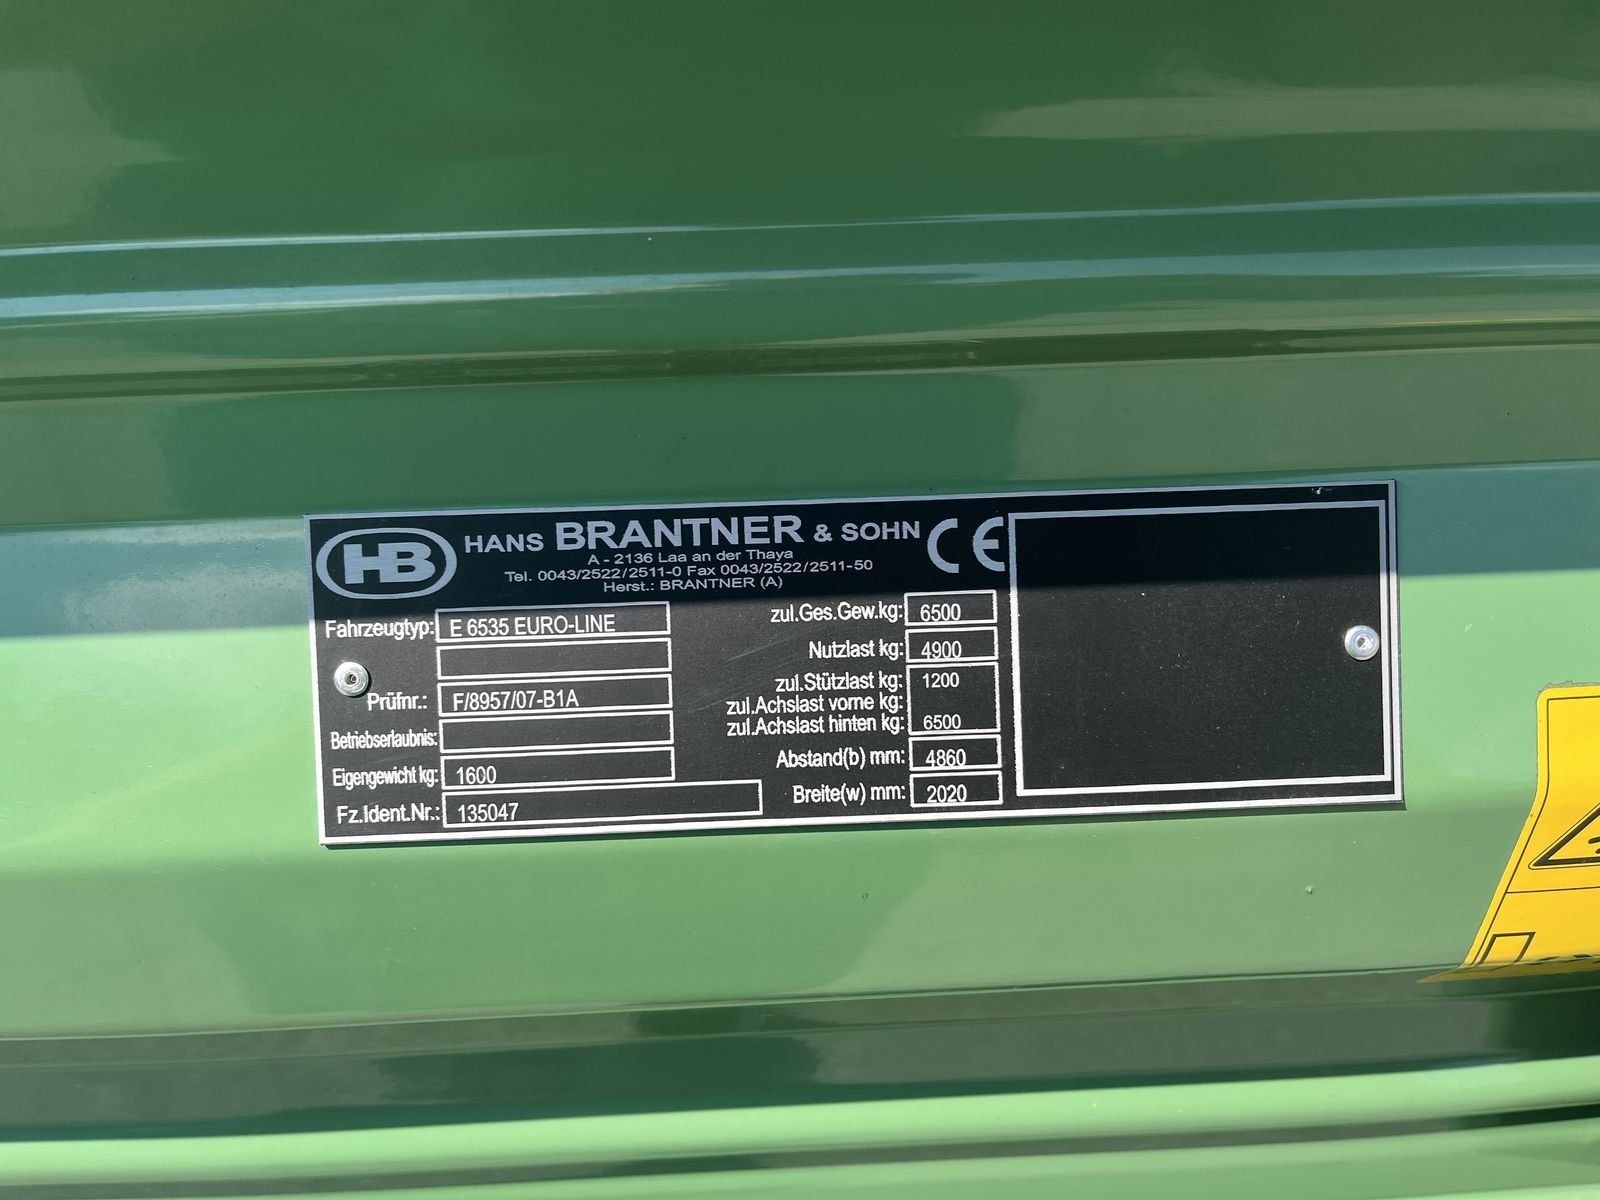 HB HANS BRANTNER & SOHN CE
A - 2136 Laa an der Thaya
Tel. 0043/2522/2511-0 Fax 0043/2522/2511-50
Herst.: BRANTNER (A)
Fahrzeugtyp: E 6535 EURO-LINE
Prüfnr.: F/8957/07-B1A
Betriebserlaubnis:
Eigengewicht kg: 1600
Fz.Ident.Nr.: 135047
zul.Ges.Gew.kg: 6500
Nutzlast kg: 4900
zul.Stützlast kg: 1200
zul.Achslast vorne kg:
zul.Achslast hinten kg: 6500
Abstand(b) mm: 4860
Breite(w) mm: 2020